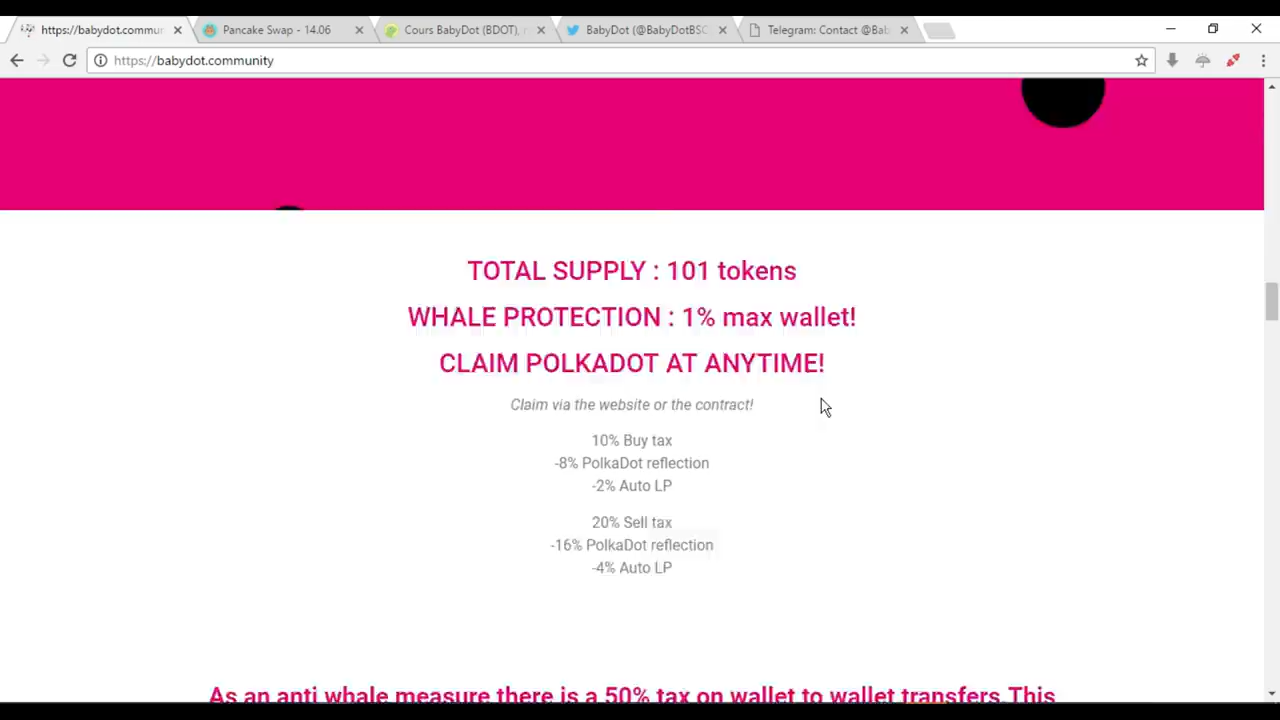 https://babydot.commur
Pancake Swap - 14.06
Cours BabyDot (BDOT),
BabyDot (@BabyDotBSC
Telegram: Contact @Bab
https://babydot.community
TOTAL SUPPLY : 101 tokens
WHALE PROTECTION : 1% max wallet!
CLAIM POLKADOT AT ANYTIME!
Claim via the website or the contract!
10% Buy tax
-8% PolkaDot reflection
-2% Auto LP
20% Sell tax
-16% PolkaDot reflection
-4% Auto LP
As an anti whale measure there is a 50% tax on wallet to wallet transfers.This